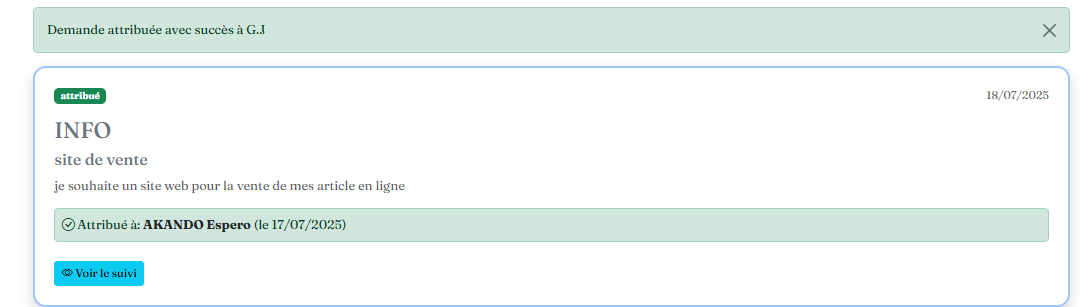 Demande attribuée avec succès à G.J
attribué
18/07/2025
INFO
site de vente
je souhaite un site web pour la vente de mes article en ligne
Attribué à: AKANDO Espero (le 17/07/2025)
Voir le suivi